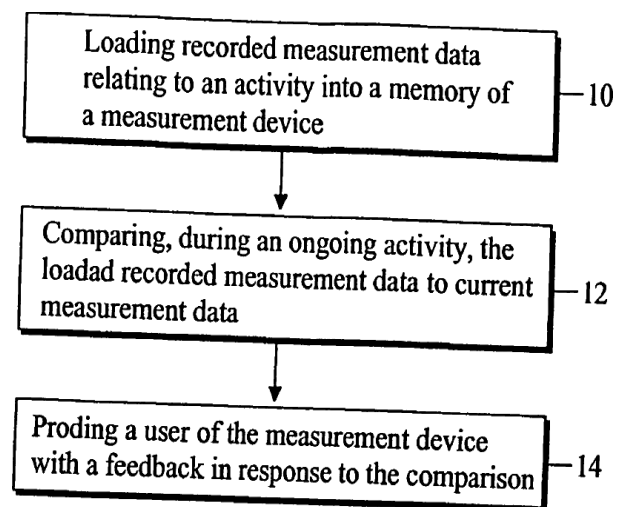 Loading recorded measurement data
relating to an activity into a memory of
a measurement device
10
Comparing, during an ongoing activity, the
loadad recorded measurement data to current
measurement data
12
Proding a user of the measurement device
with a feedback in response to the comparison
14